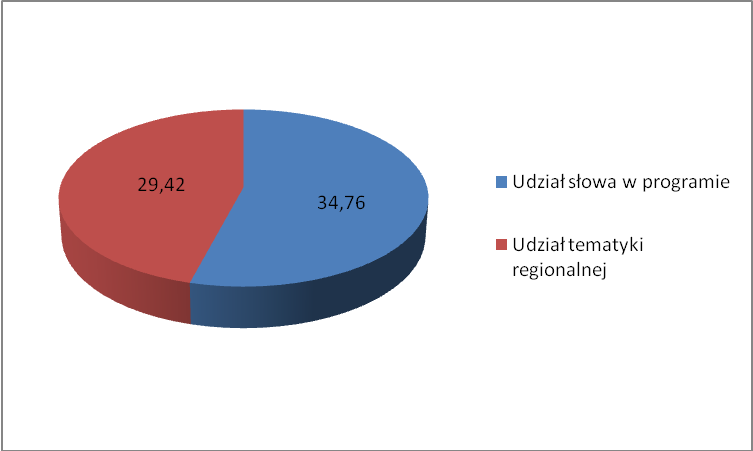 29,42
34,76
Udział słowa w programie
Udział tematyki
regionalnej